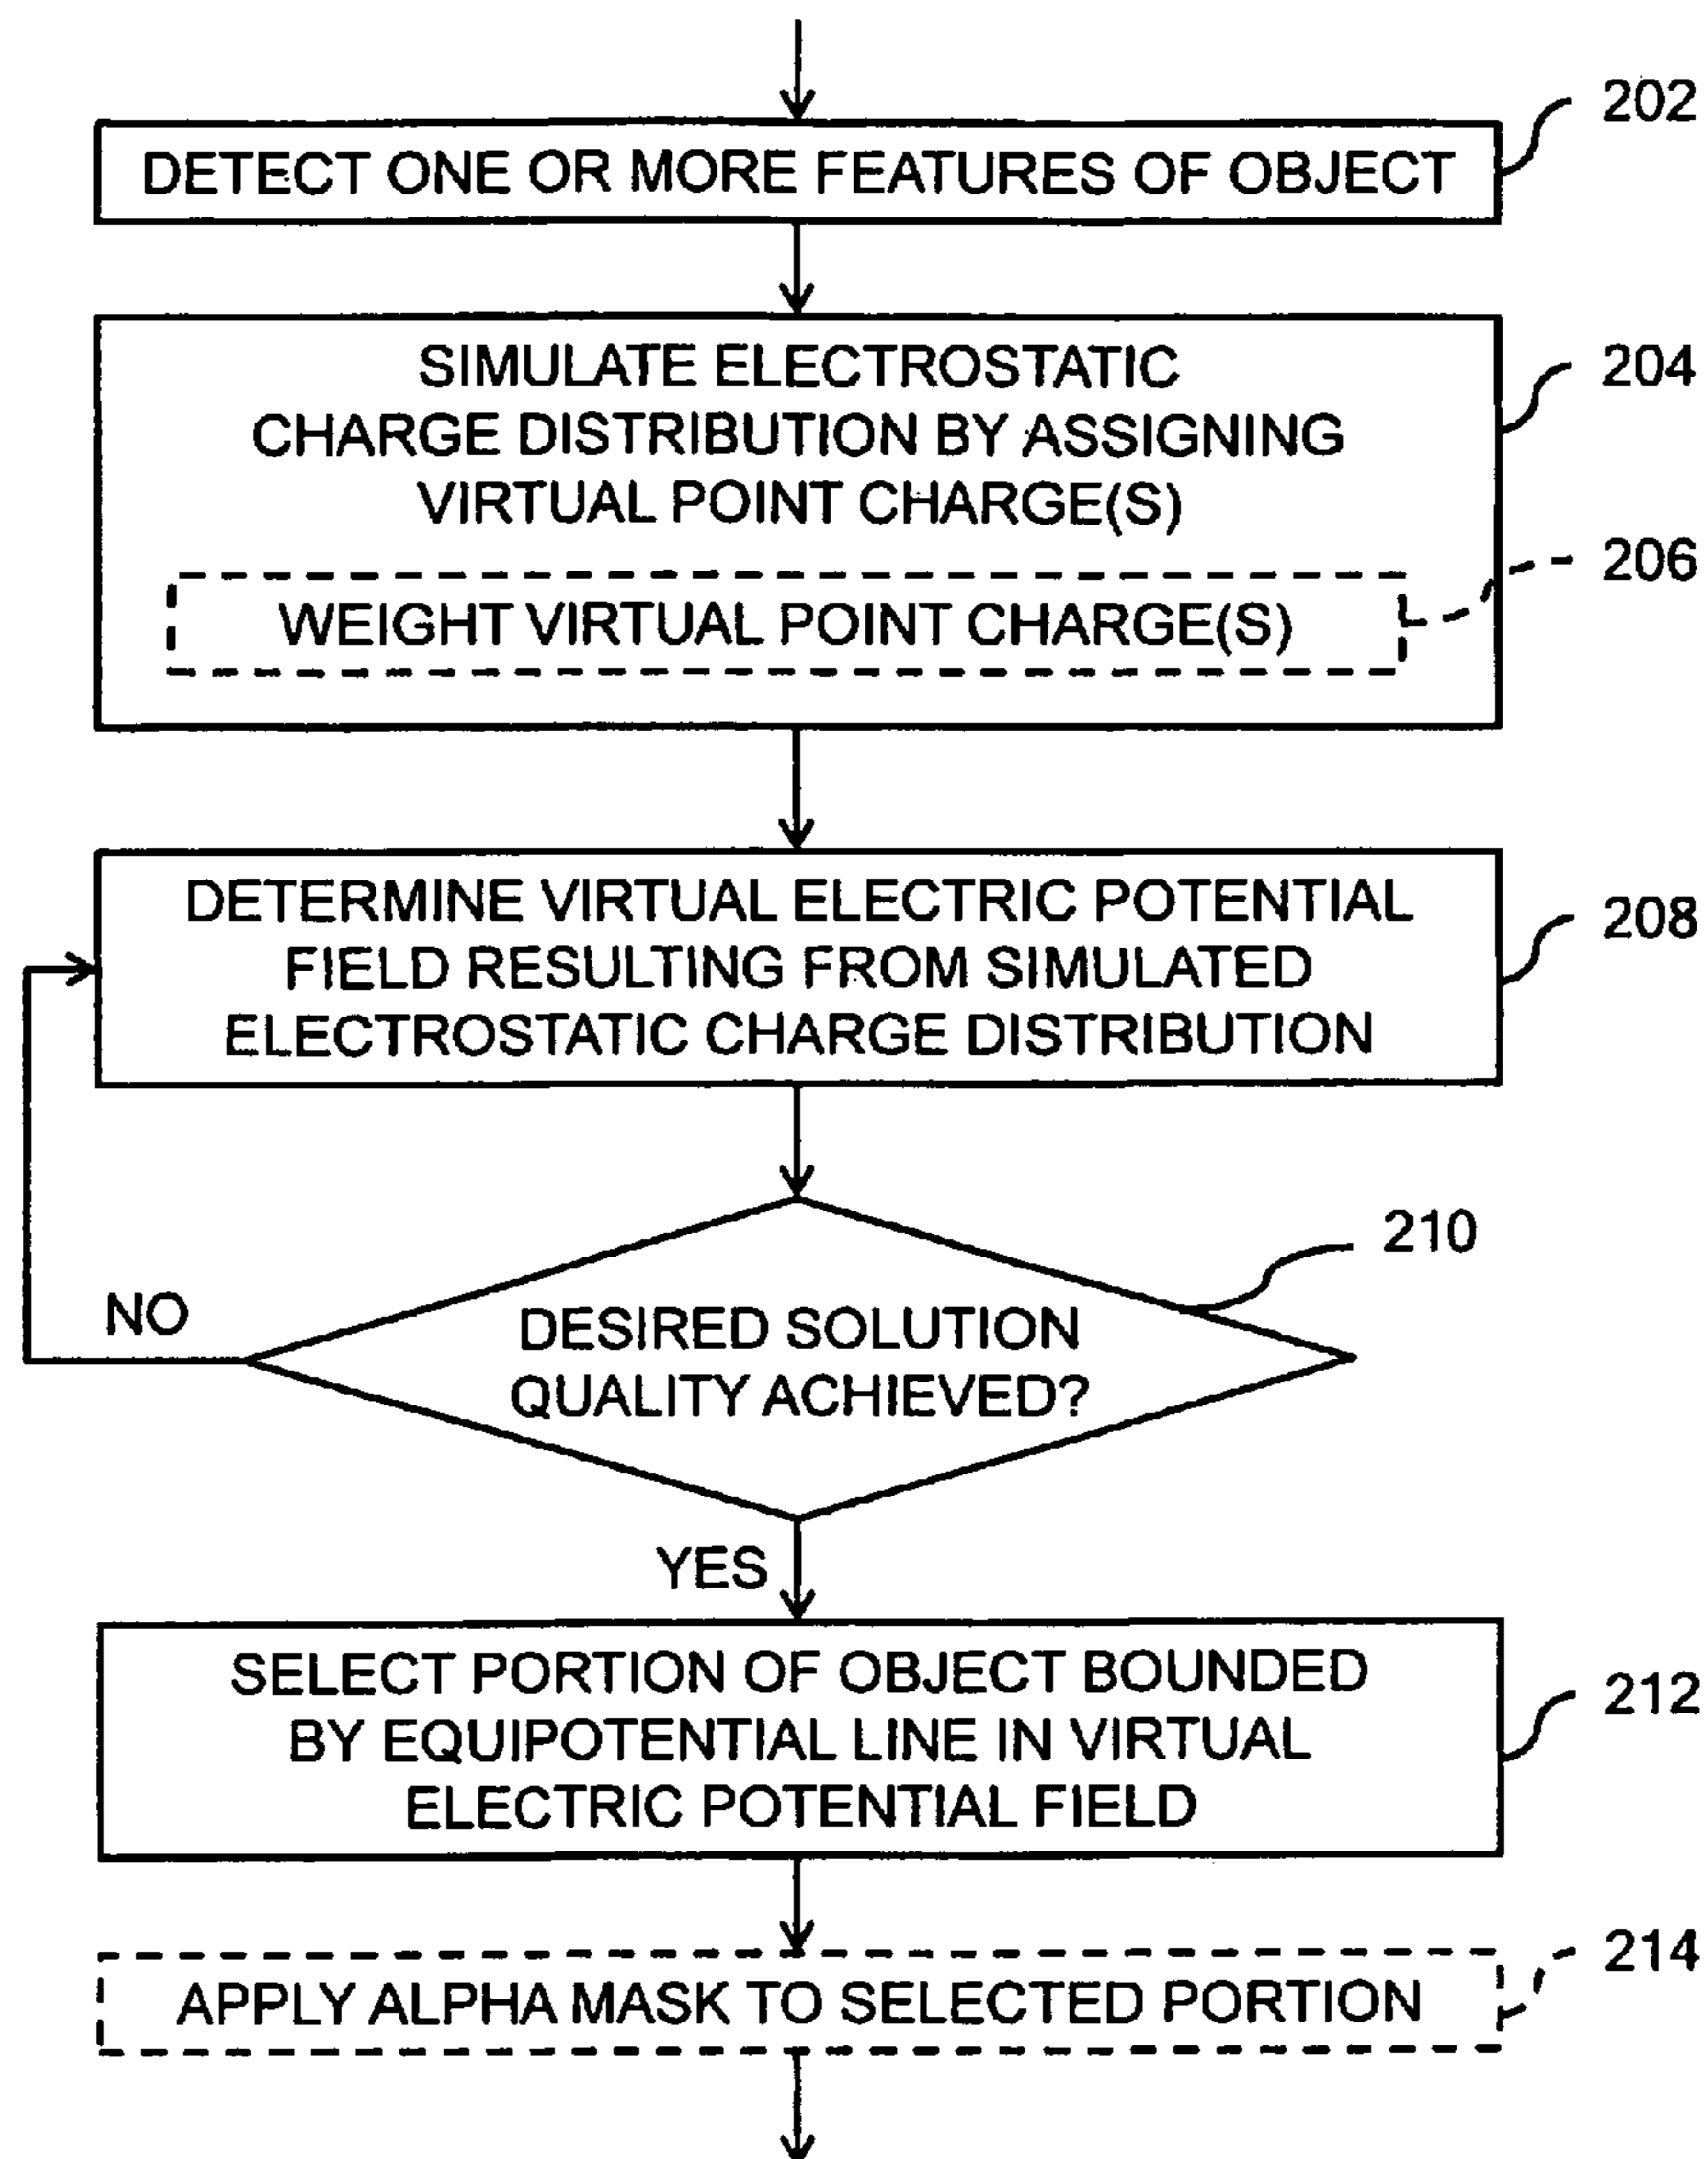 202
DETECT ONE OR MORE FEATURES OF OBJECT
204
SIMULATE ELECTROSTATIC
CHARGE DISTRIBUTION BY ASSIGNING
VIRTUAL POINT CHARGE(S)
206
WEIGHT VIRTUAL POINT CHARGE(S)
208
DETERMINE VIRTUAL ELECTRIC POTENTIAL
FIELD RESULTING FROM SIMULATED
ELECTROSTATIC CHARGE DISTRIBUTION
210
NO
DESIRED SOLUTION
QUALITY ACHIEVED?
YES
212
SELECT PORTION OF OBJECT BOUNDED
BY EQUIPOTENTIAL LINE IN VIRTUAL
ELECTRIC POTENTIAL FIELD
214
APPLY ALPHA MASK TO SELECTED PORTION